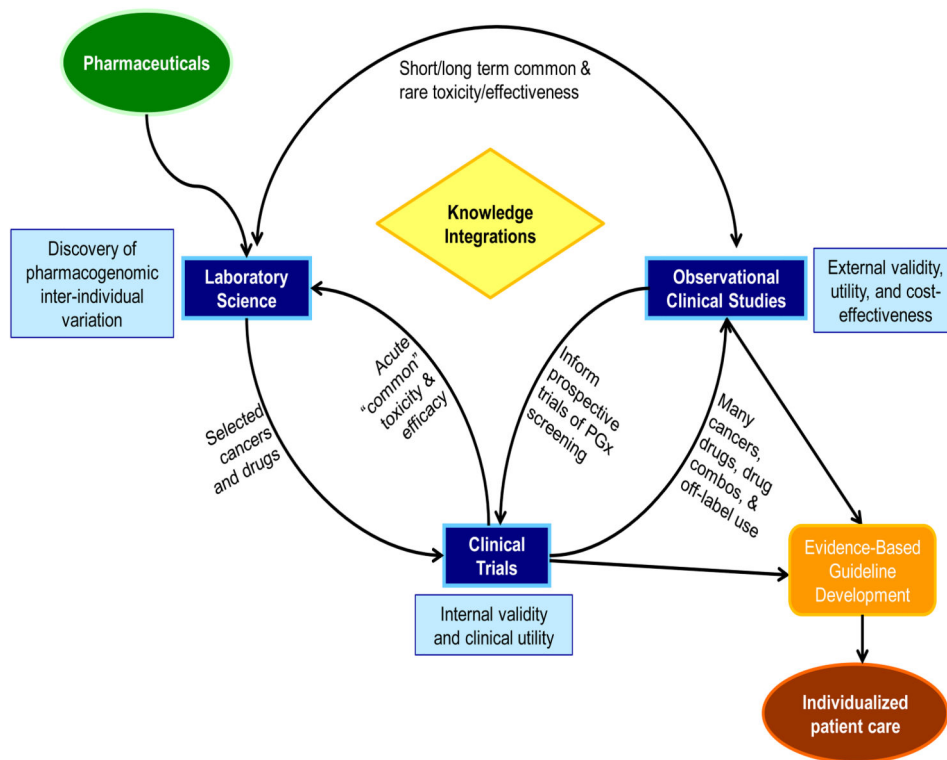 Pharmaceuticals
Short/long term common &
rare toxicity/effectiveness
Knowledge
Integrations
Discovery of
pharmacogenomic
inter-individual
variation
Laboratory
Science
Observational
Clinical Studies
External validity,
utility, and cost-
effectiveness
Selected
cancers
and drugs
Acute
“common”
toxicity &
efficacy
Inform
prospective
trials of PGx
screening
Many
cancers,
drugs, drug
combos, &
off-label use
Clinical
Trials
Internal validity
and clinical utility
Evidence-Based
Guideline
Development
Individualized
patient care